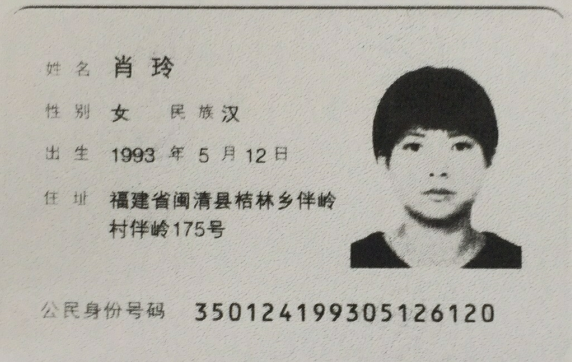 姓名 肖玲
性别 女 民族 汉
出生 1993 年 5 月 12 日
住址 福建省闽清县桔林乡伴岭
村伴岭175号
公民身份号码 350124199305126120